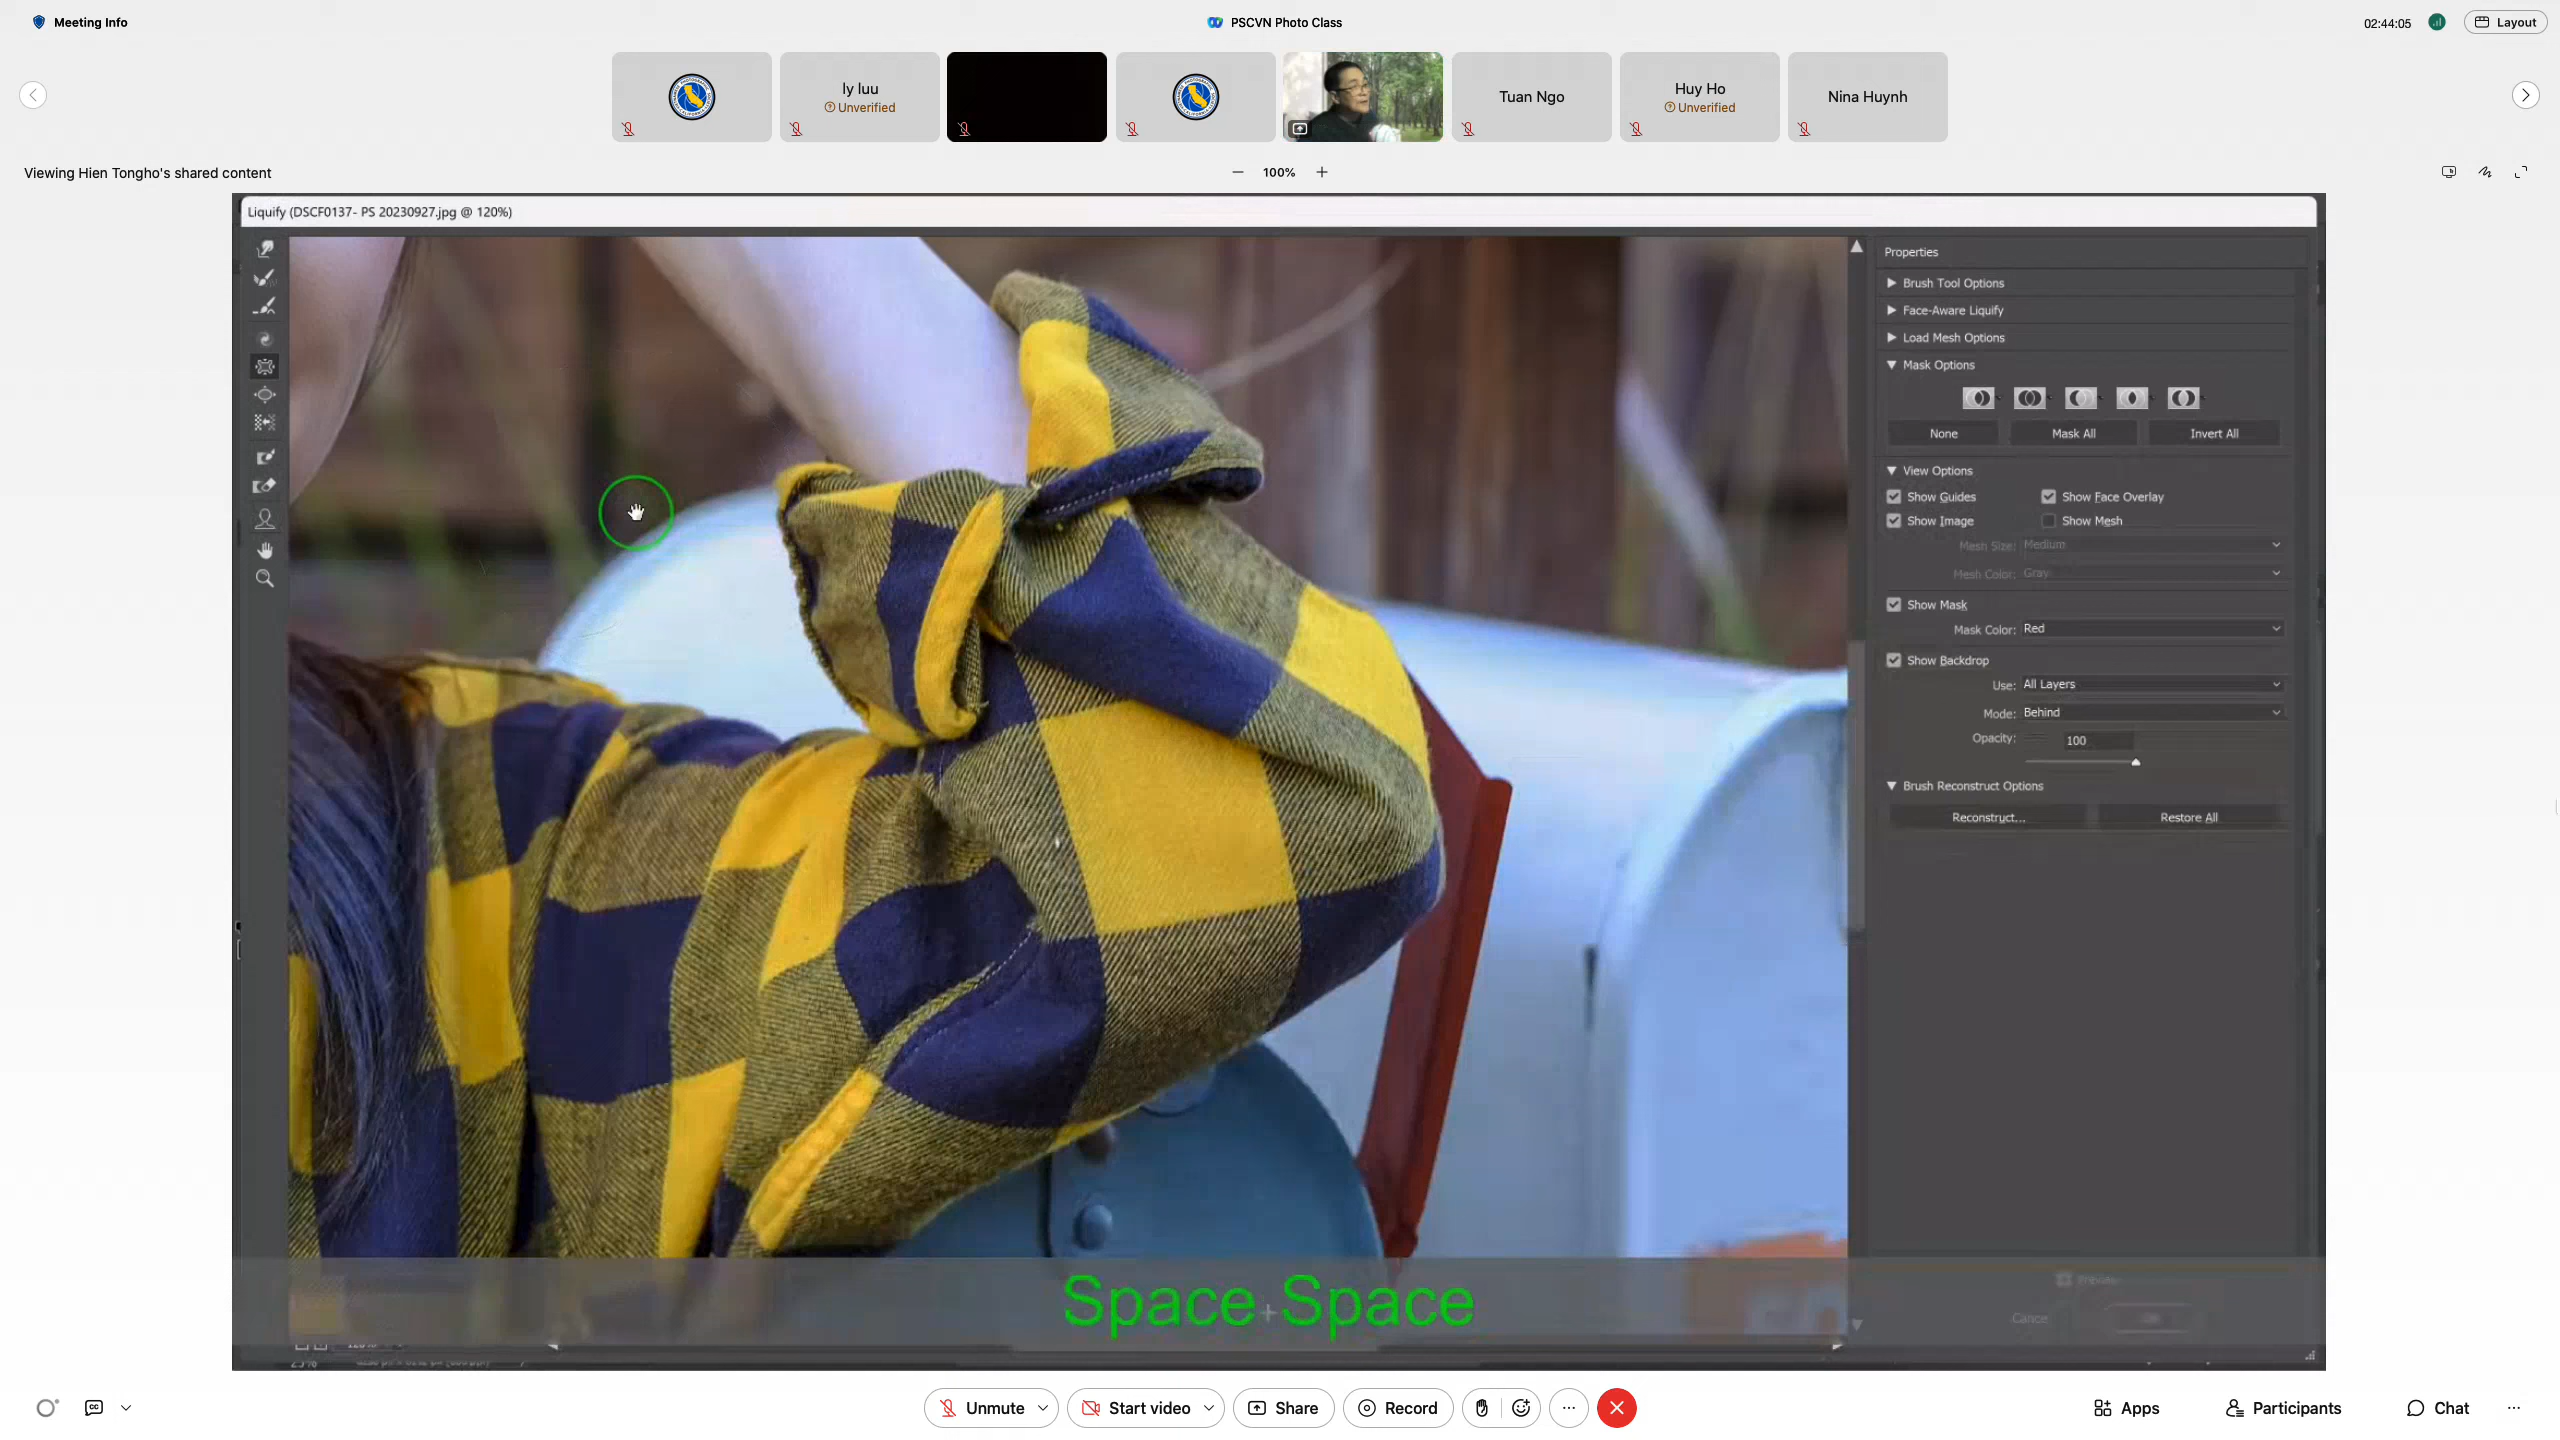 Meeting Info
PSCVN Photo Class
02:44:05
Layout
ly luu
Unverified
Tuan Ngo
Huy Ho
Unverified
Nina Huynh
Viewing Hien Tongho's shared content
100%
Liquify (DSCF0137- PS 20230927.jpg @ 120%)
Properties
Brush Tool Options
Face-Aware Liquify
Load Mesh Options
Mask Options
None
Mask All
Invert All
View Options
Show Guides
Show Face Overlay
Show Image
Show Mesh
Mesh Size: Medium
Mesh Color: Gray
Show Mask
Mask Color: Red
Show Backdrop
Use: All Layers
Mode: Behind
Opacity: 100
Brush Reconstruct Options
Reconstruct...
Restore All
Space+Space
Preview
Cancel
25%
Unmute
Start video
Share
Record
Apps
Participants
Chat